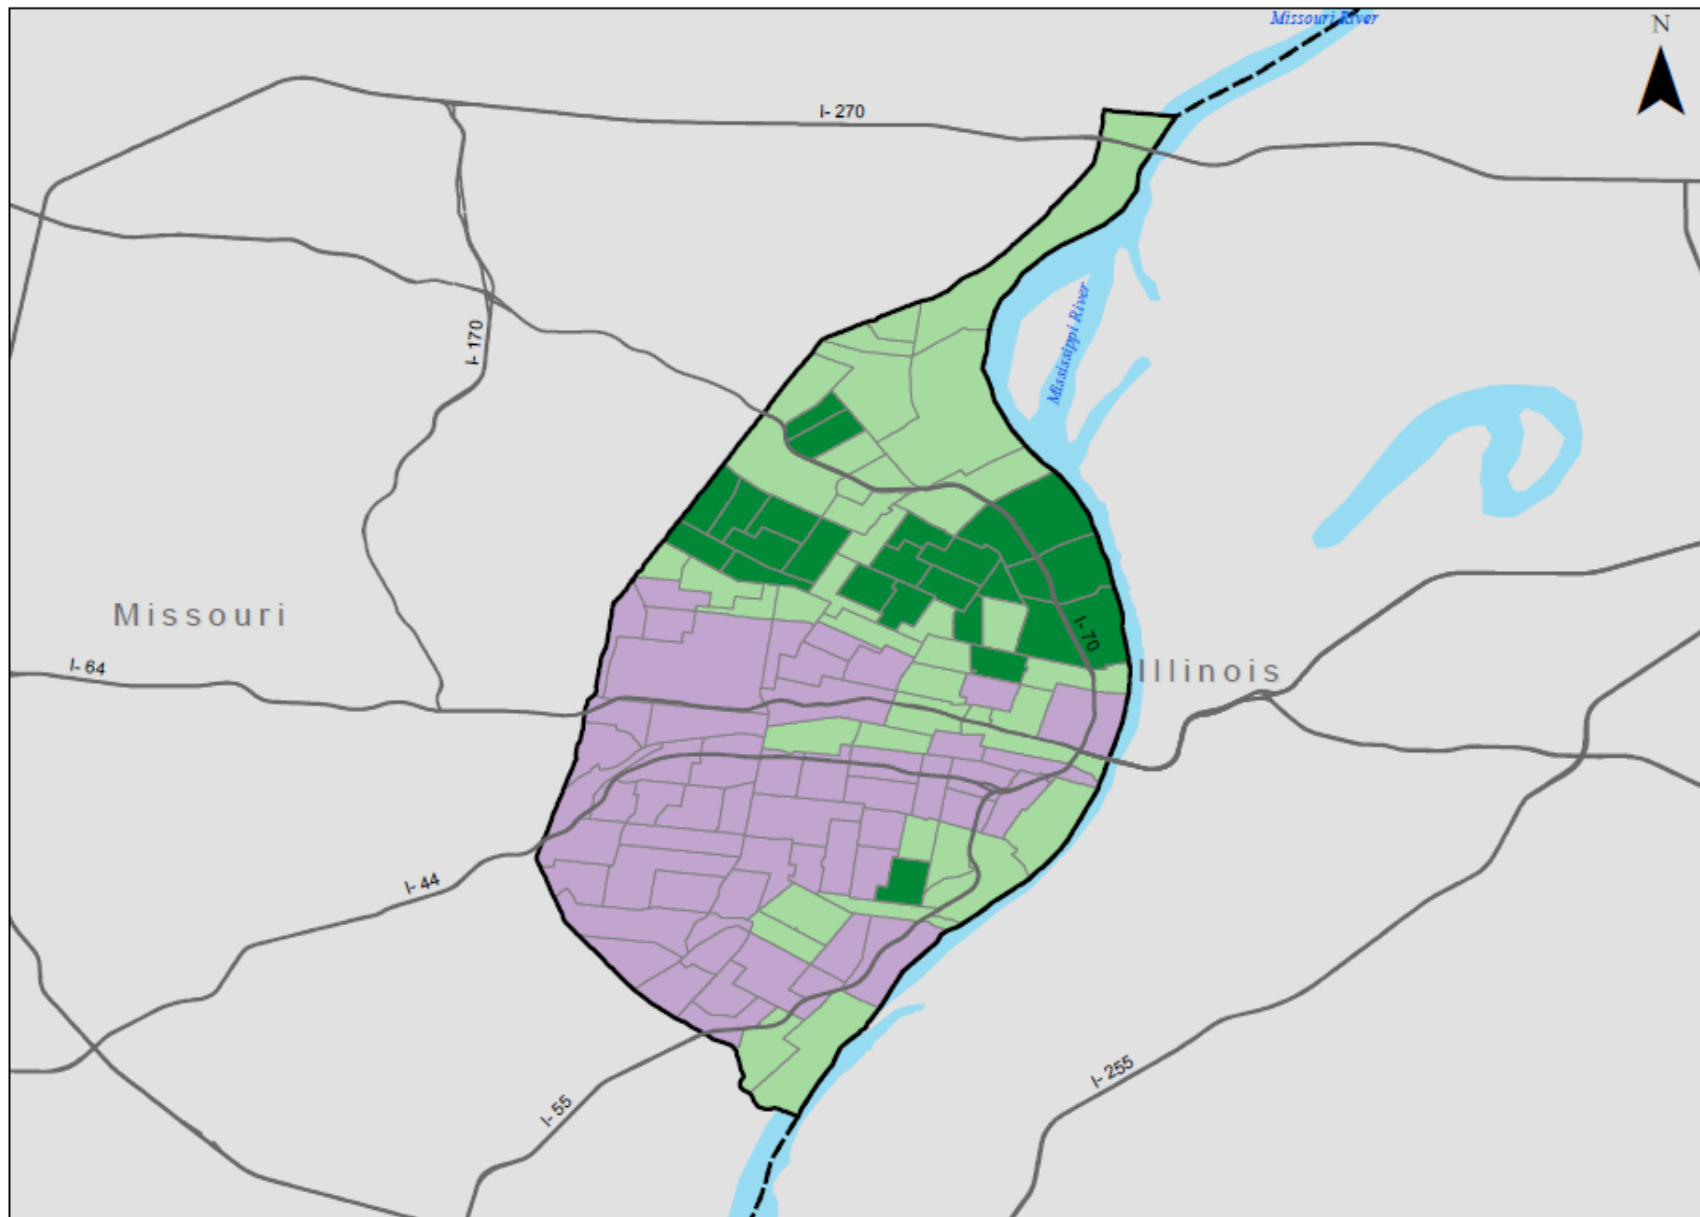 Missouri River
N
I- 270
Mississippi River
I- 170
Missouri
I- 70
Illinois
I- 64
I- 44
I- 255
I- 55